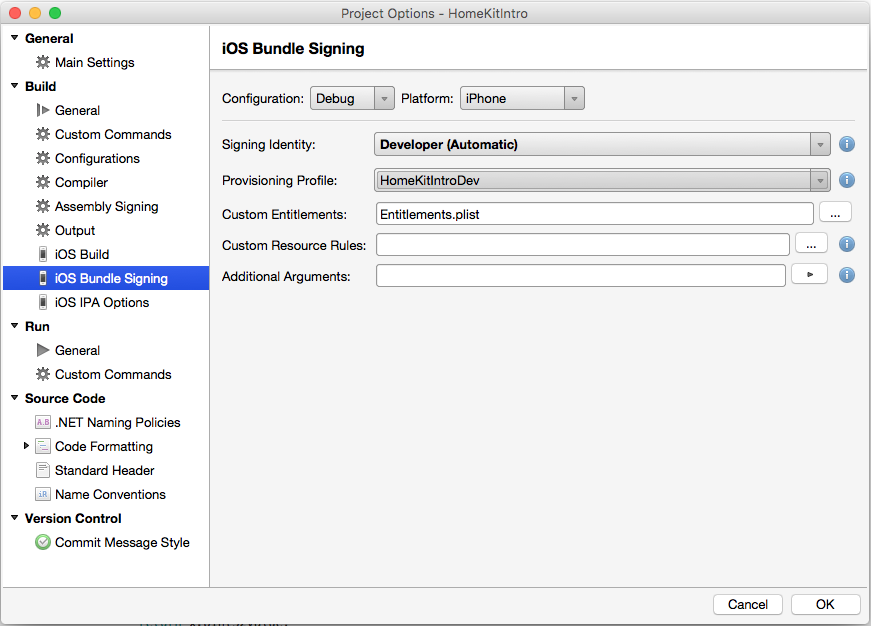 Project Options - HomeKitIntro
General
Main Settings
Build
General
Custom Commands
Configurations
Compiler
Assembly Signing
Output
iOS Build
iOS Bundle Signing
iOS IPA Options
Run
General
Custom Commands
Source Code
A.B .NET Naming Policies
Code Formatting
Standard Header
iR Name Conventions
Version Control
Commit Message Style
iOS Bundle Signing
Configuration: Debug Platform: iPhone
Signing Identity: Developer (Automatic) i
Provisioning Profile: HomeKitIntroDev i
Custom Entitlements: Entitlements.plist ...
Custom Resource Rules: ... i
Additional Arguments: i
Cancel OK